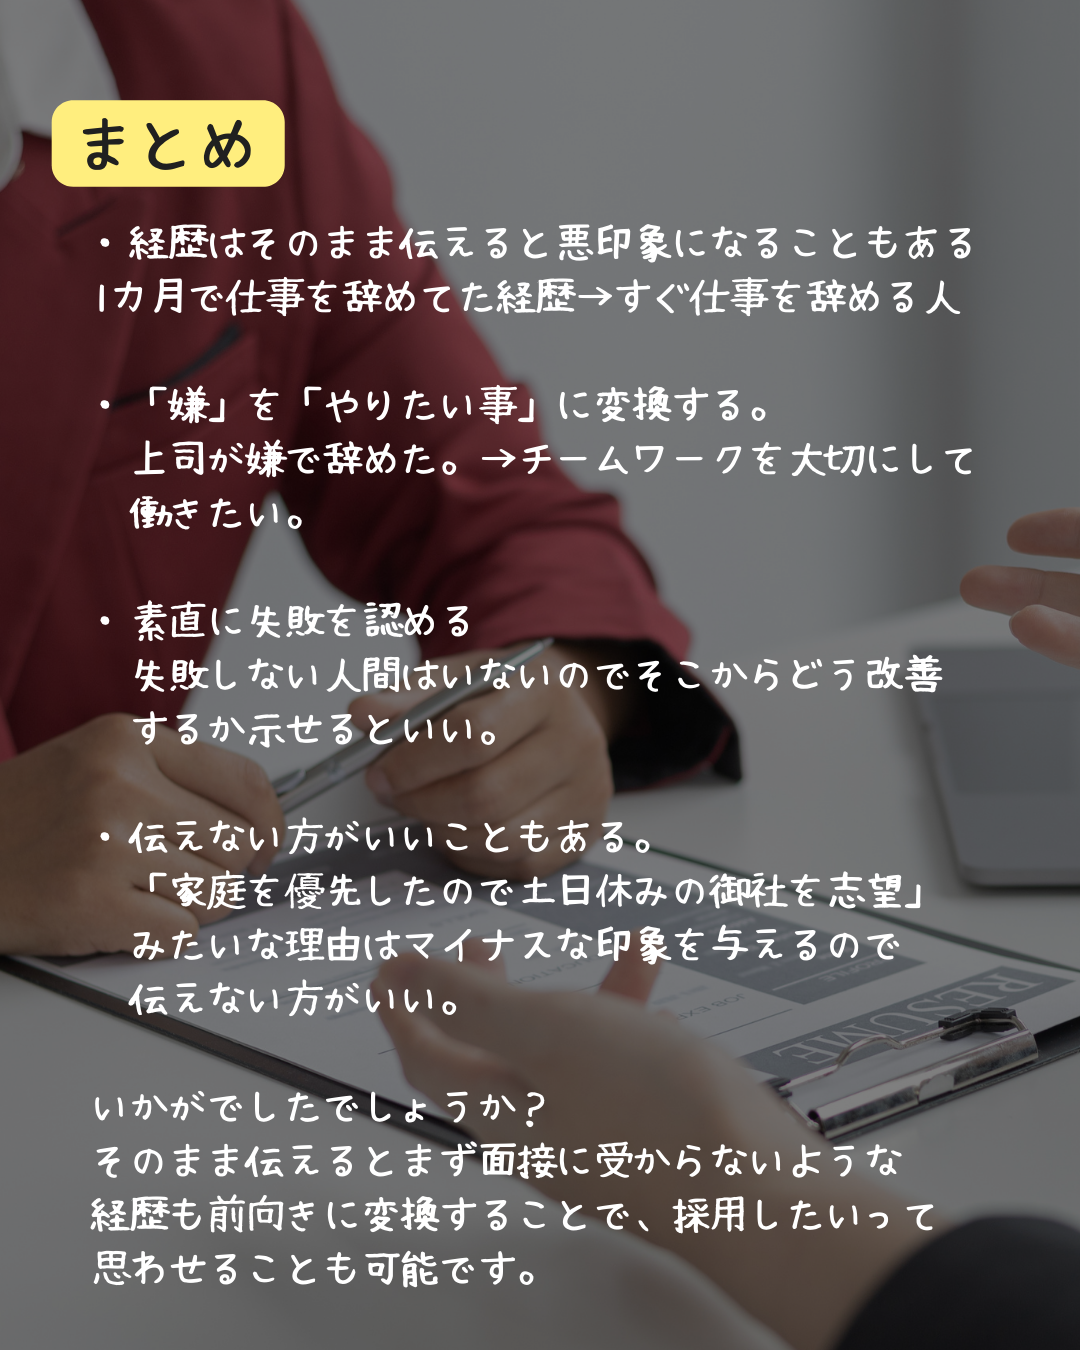 まとめ
・経歴はそのまま伝えると悪印象になることもある
1カ月で仕事を辞めてた経歴→すぐ仕事を辞める人
・「嫌」を「やりたい事」に変換する。
上司が嫌で辞めた。→チームワークを大切にして
働きたい。
・素直に失敗を認める
失敗しない人間はいないのでそこからどう改善
するか示せるといい。
・伝えない方がいいこともある。
「家庭を優先したので土日休みの御社を志望」
みたいな理由はマイナスな印象を与えるので
伝えない方がいい。
RESUME
いかがでしたでしょうか？
そのまま伝えるとまず面接に受からないような
経歴も前向きに変換することで、採用したいって
思わせることも可能です。